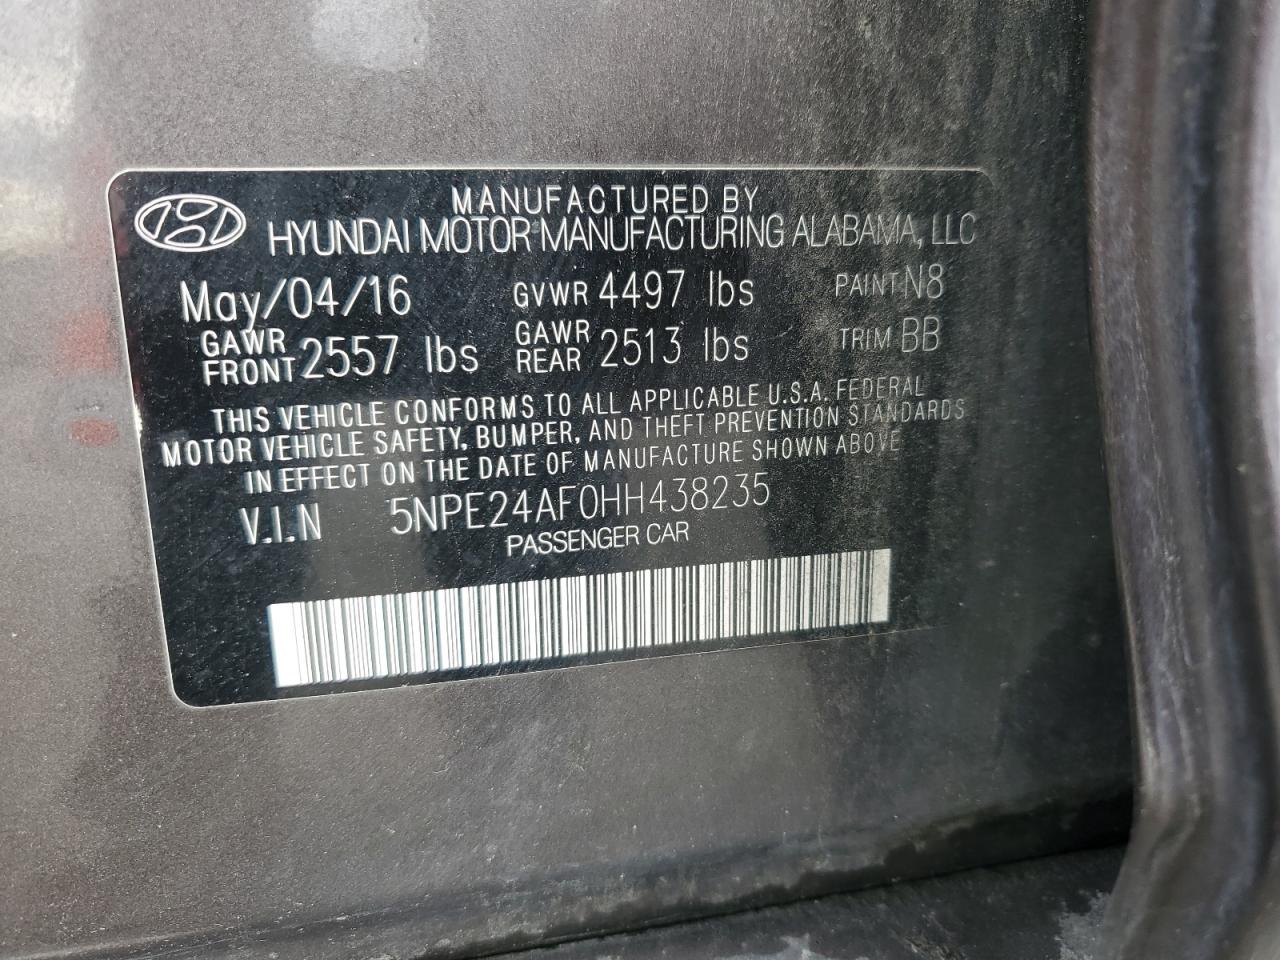 MANUFACTURED BY
HYUNDAI MOTOR MANUFACTURING ALABAMA, LLC
May/04/16 GVWR 4497 lbs PAINT N8
GAWR FRONT 2557 lbs GAWR REAR 2513 lbs TRIM BB
THIS VEHICLE CONFORMS TO ALL APPLICABLE U.S.A. FEDERAL
MOTOR VEHICLE SAFETY, BUMPER, AND THEFT PREVENTION STANDARDS
IN EFFECT ON THE DATE OF MANUFACTURE SHOWN ABOVE
V.I.N 5NPE24AF0HH438235
PASSENGER CAR